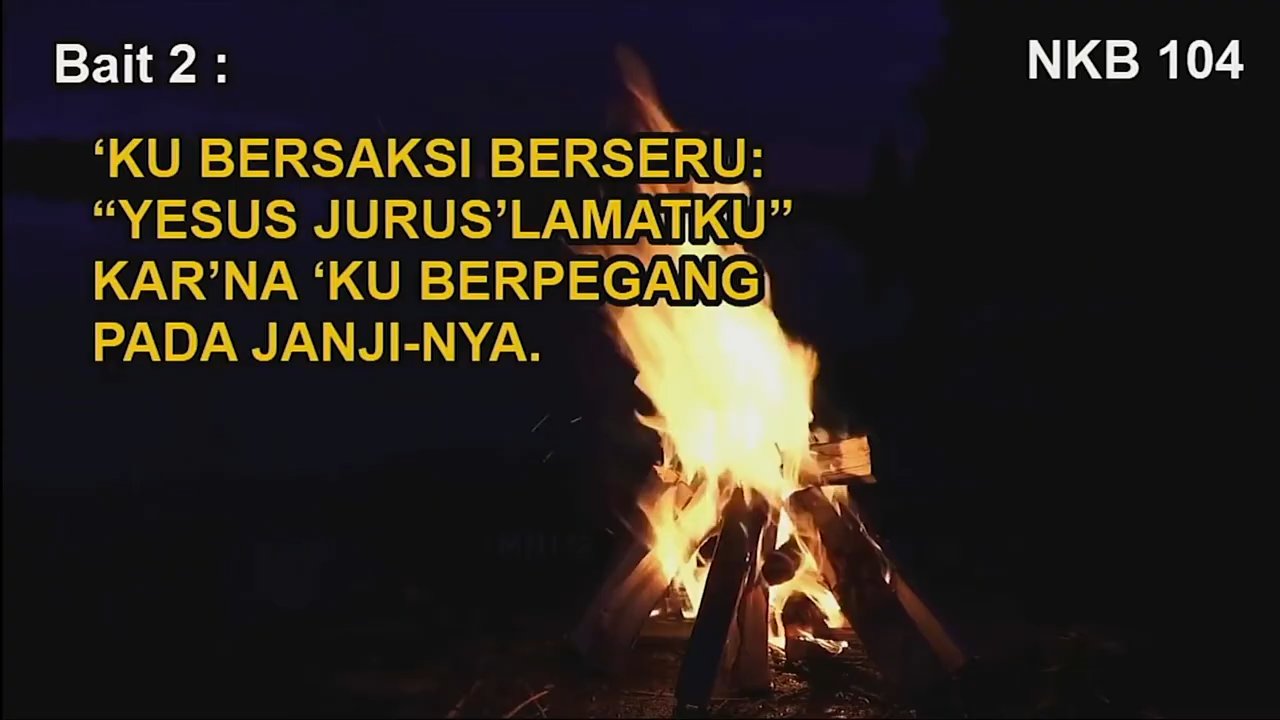 Bait 2 :
NKB 104
‘KU BERSAKSI BERSERU:
“YESUS JURUS’LAMATKU”
KAR’NA ‘KU BERPEGANG
PADA JANJI-NYA.